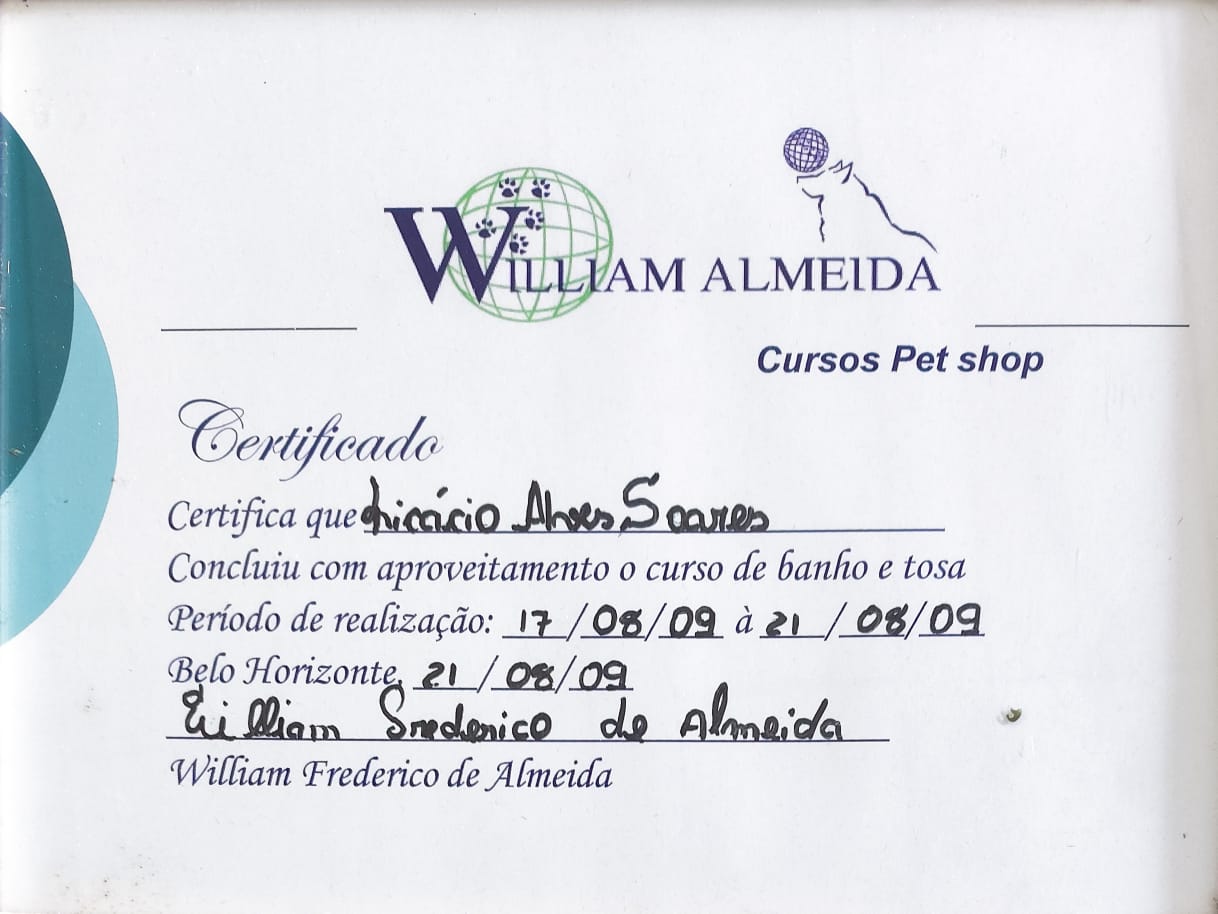 WILLIAM ALMEIDA
Cursos Pet shop
Certificado
Certifica que Licácio Alves Soares
Concluiu com aproveitamento o curso de banho e tosa
Período de realização: 17/08/09 à 21/08/09
Belo Horizonte, 21/08/09
William Frederico de Almeida
William Frederico de Almeida